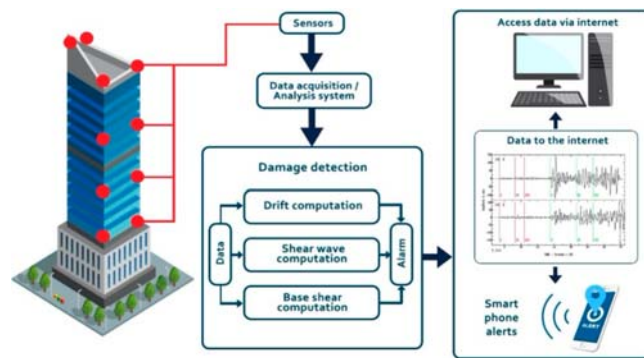 Sensors
Data acquisition /
Analysis system
Damage detection
Data
Drift computation
Shear wave
computation
Base shear
computation
Alarm
Access data via internet
Data to the internet
Smart
phone
alerts
ALERT